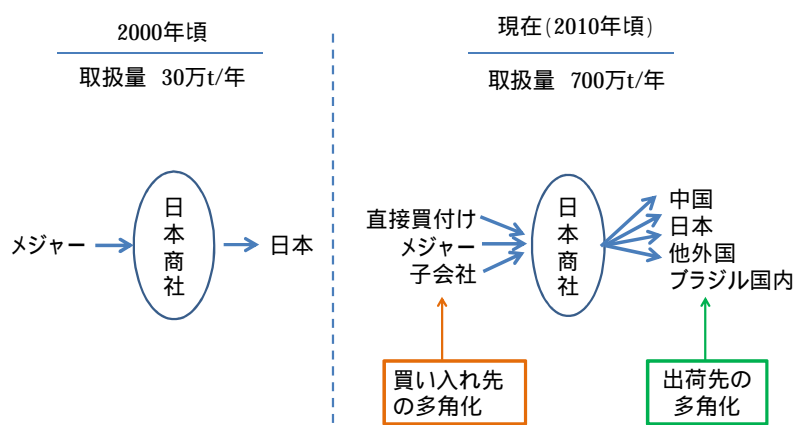 2000年頃
取扱量 30万t/年
メジャー
日本商社
日本
現在(2010年頃)
取扱量 700万t/年
直接買付け
メジャー
子会社
日本商社
中国
日本
他外国
ブラジル国内
買い入れ先
の多角化
出荷先の
多角化